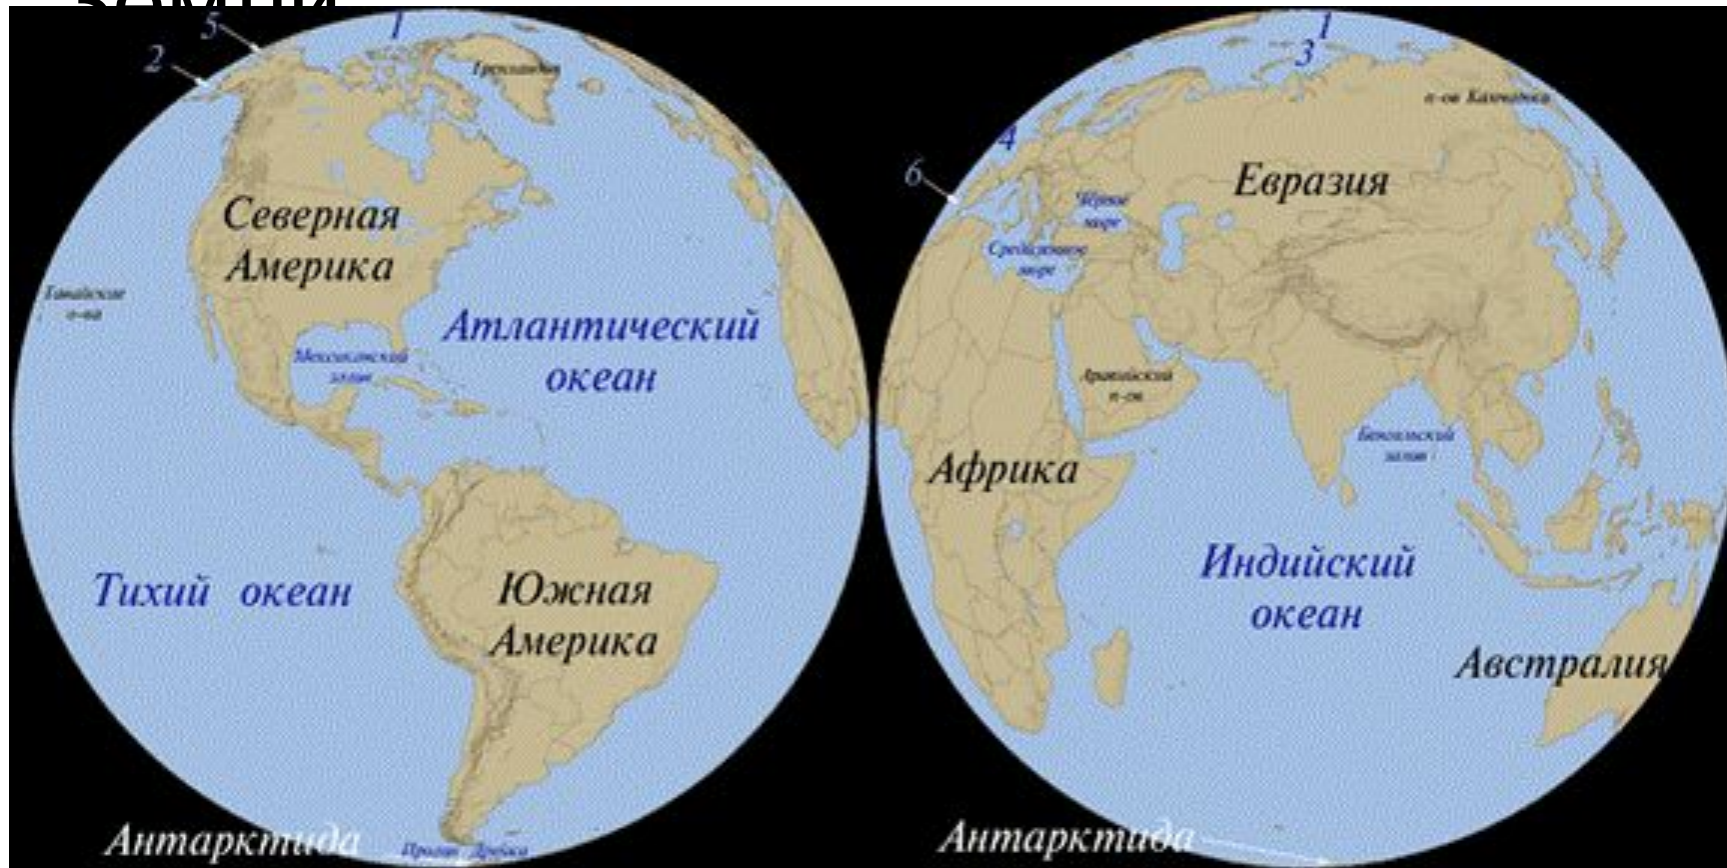 5
1
2
Гренландия
Северная
Америка
Гавайские
о-ва
Атлантический
океан
Мексиканский
залив
Тихий океан
Южная
Америка
Антарктида
Пролив Дрейка
1
3
п-ов Камчатка
4
6
Евразия
Чёрное
море
Средиземное
море
Аравийский
п-ов
Африка
Бенгальский
залив
Индийский
океан
Австралия
Антарктида